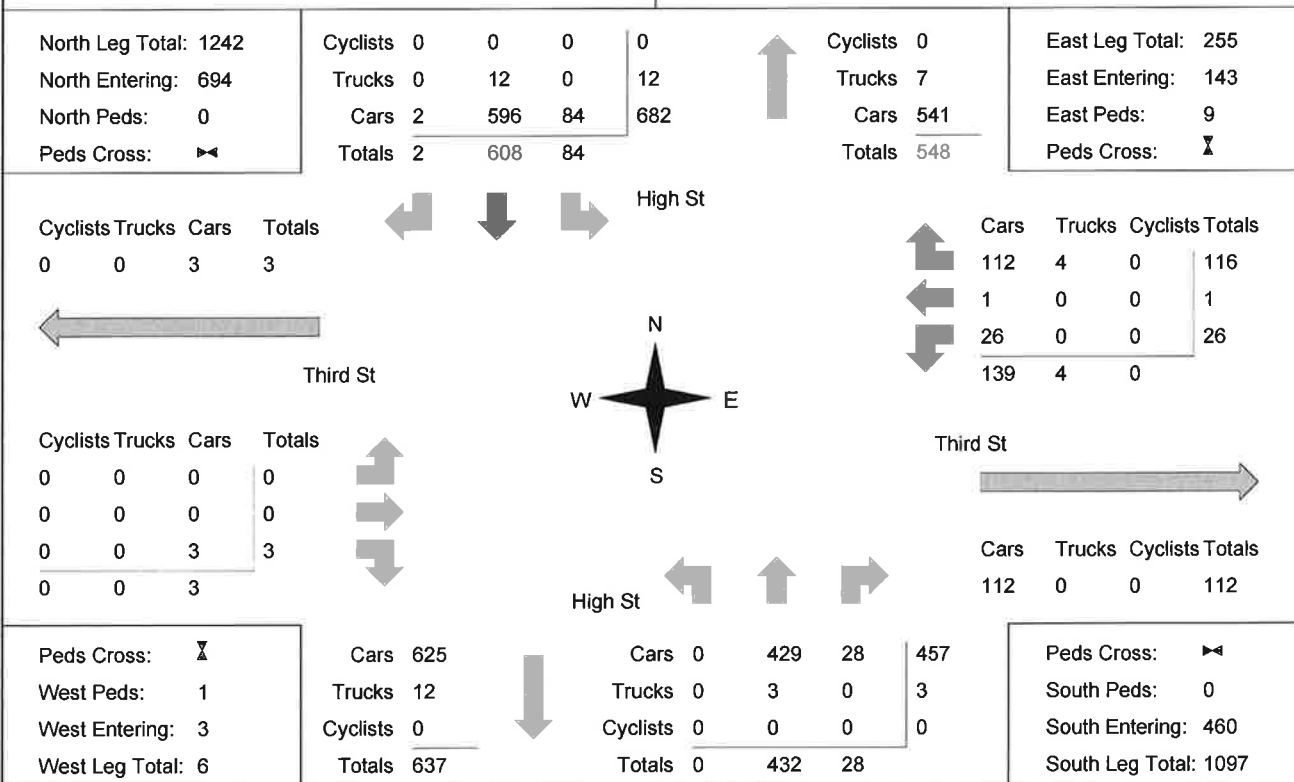 North Leg Total: 1242
North Entering: 694
North Peds: 0
Peds Cross:
Cyclists 0 0 0 0
Trucks 0 12 0 12
Cars 2 596 84 682
Totals 2 608 84
Cyclists 0
Trucks 7
Cars 541
Totals 548
East Leg Total: 255
East Entering: 143
East Peds: 9
Peds Cross:
High St
Cyclists Trucks Cars Totals
0 0 3 3
Cars Trucks Cyclists Totals
112 4 0 116
1 0 0 1
26 0 0 26
139 4 0
Third St
N
W E
S
Cyclists Trucks Cars Totals
0 0 0 0
0 0 0 0
0 0 3 3
0 0 3
Third St
Cars Trucks Cyclists Totals
112 0 0 112
High St
Peds Cross:
West Peds: 1
West Entering: 3
West Leg Total: 6
Cars 625
Trucks 12
Cyclists 0
Totals 637
Cars 0 429 28 457
Trucks 0 3 0 3
Cyclists 0 0 0 0
Totals 0 432 28
Peds Cross:
South Peds: 0
South Entering: 460
South Leg Total: 1097